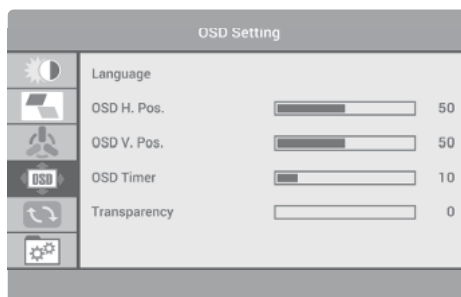 OSD Setting
Language
OSD H. Pos. 50
OSD V. Pos. 50
OSD OSD Timer 10
Transparency 0